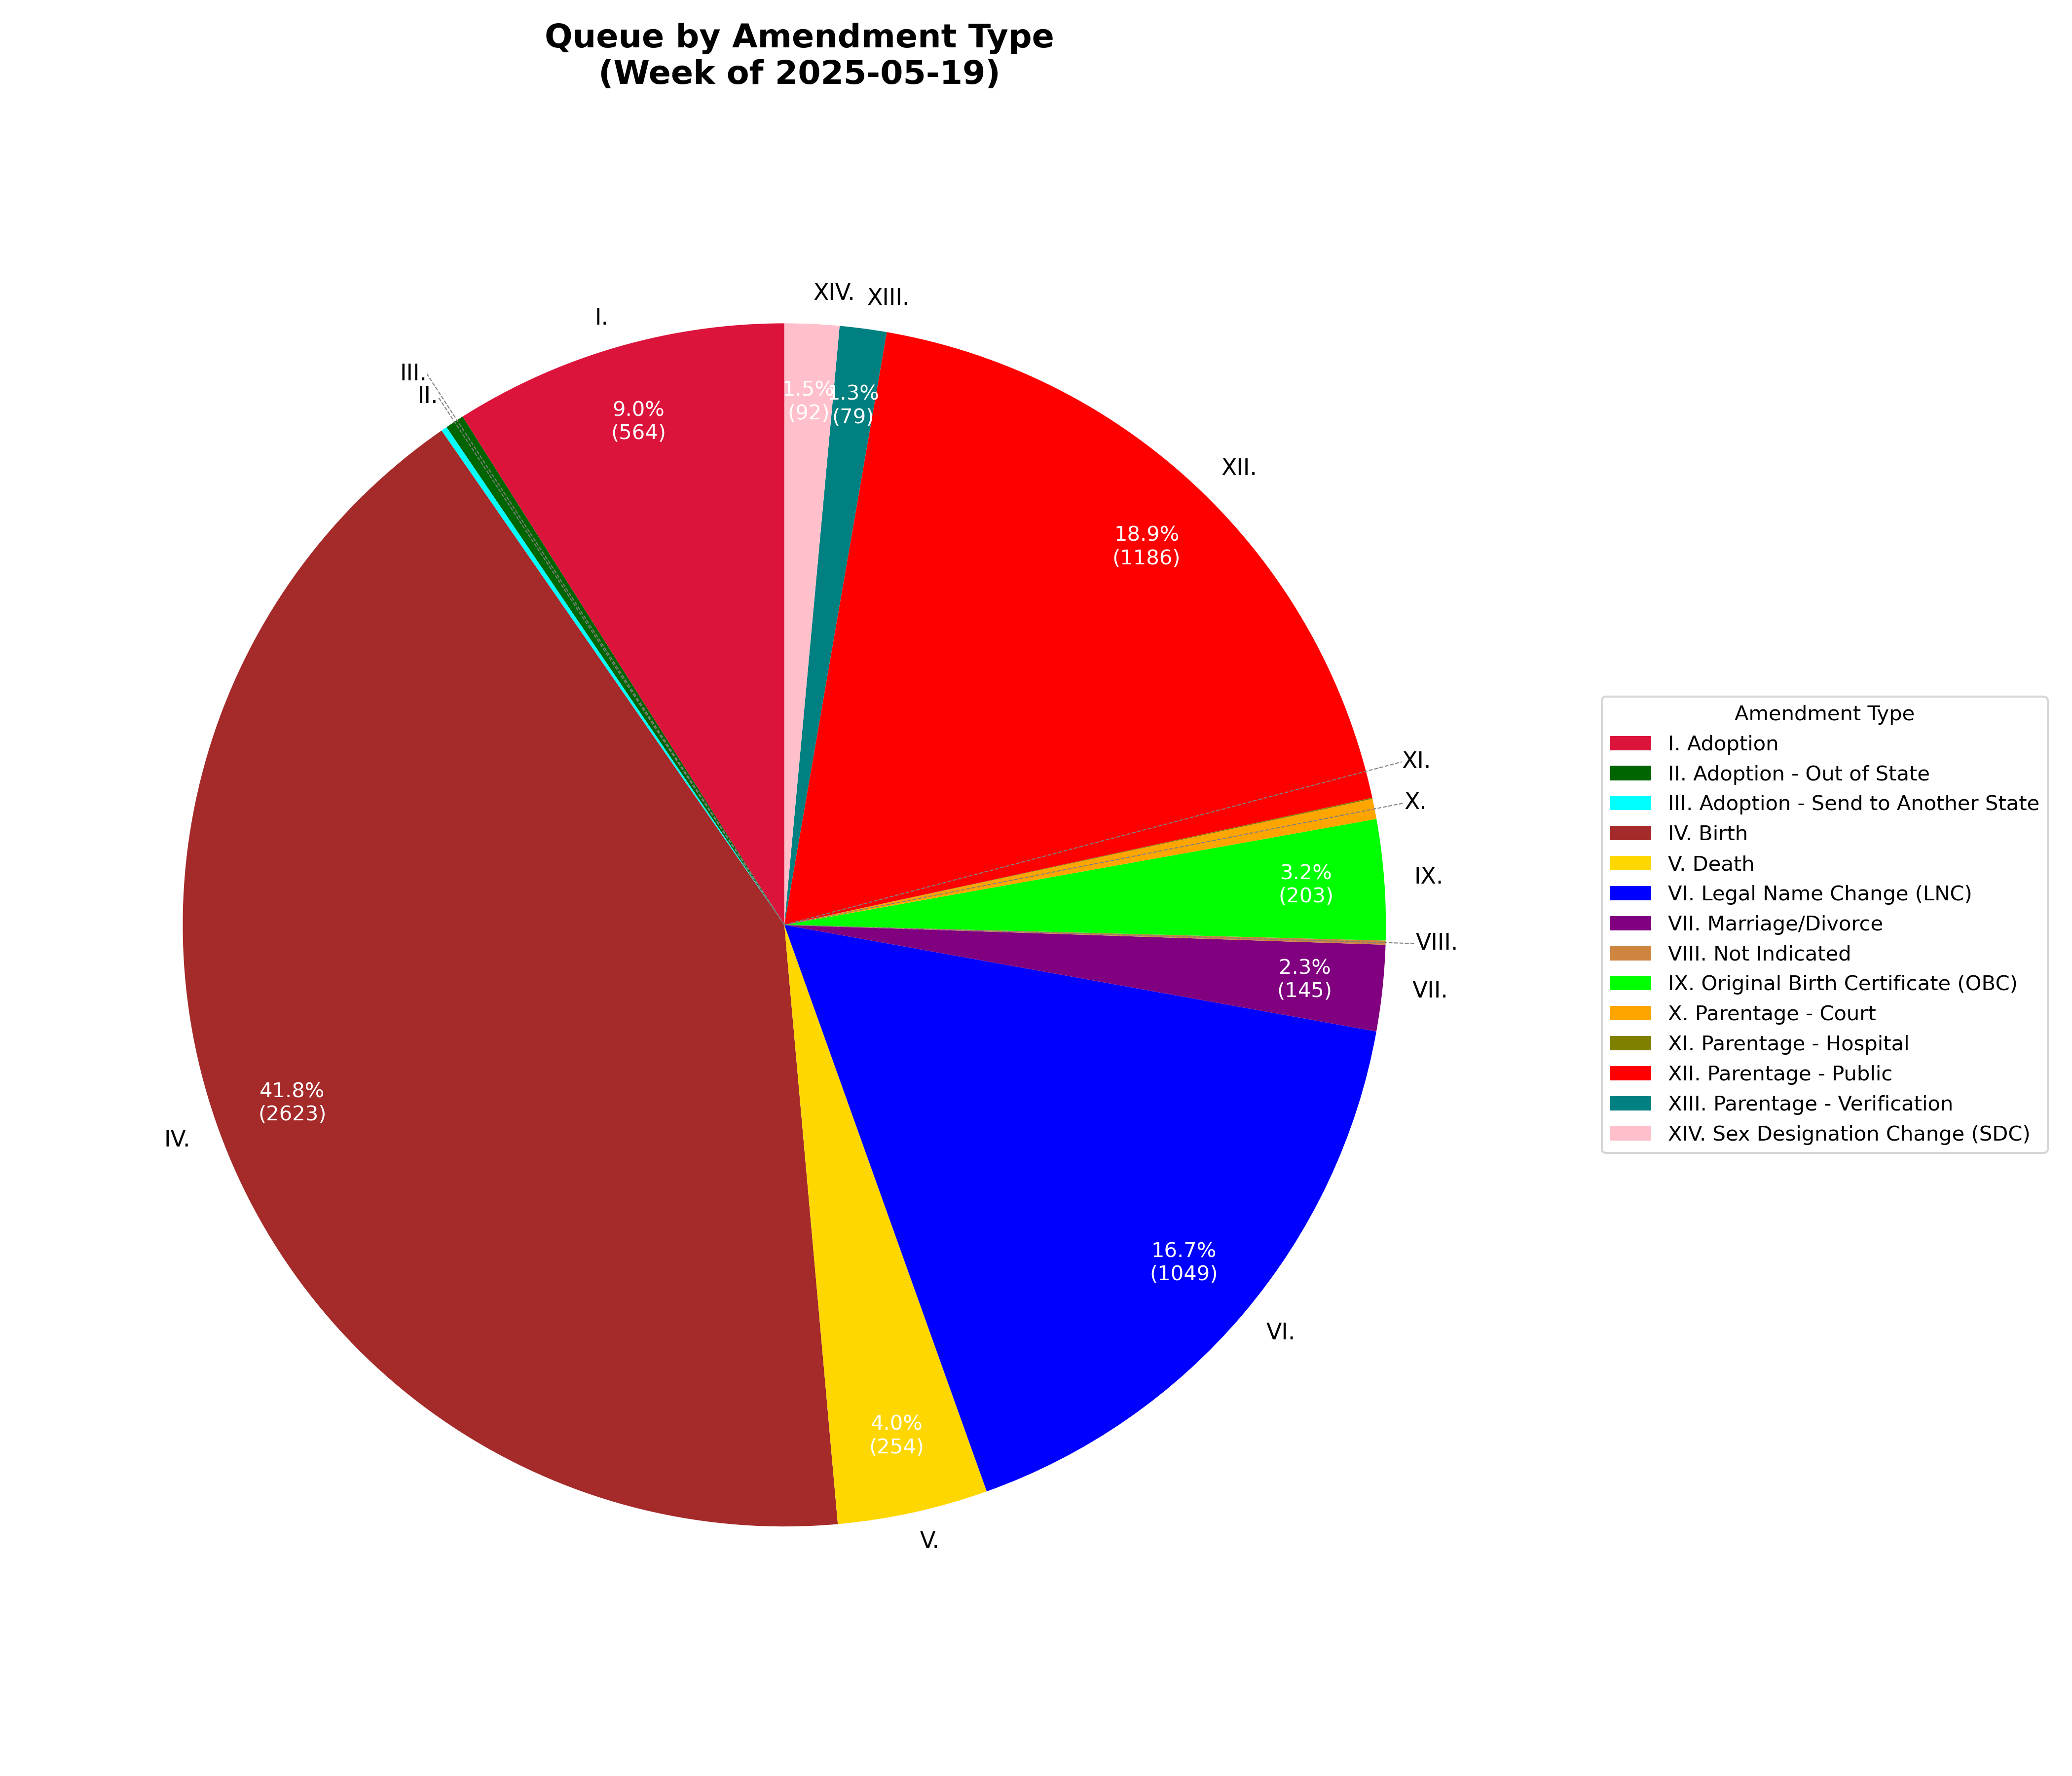 Queue by Amendment Type
(Week of 2025-05-19)
XIV.
XIII.
I.
III.
II.
1.5%
(92)
1.3%
(79)
9.0%
(564)
XII.
18.9%
(1186)
XI.
X.
3.2%
(203)
IX.
VIII.
2.3%
(145)
VII.
41.8%
(2623)
IV.
16.7%
(1049)
VI.
4.0%
(254)
V.
Amendment Type
I. Adoption
II. Adoption - Out of State
III. Adoption - Send to Another State
IV. Birth
V. Death
VI. Legal Name Change (LNC)
VII. Marriage/Divorce
VIII. Not Indicated
IX. Original Birth Certificate (OBC)
X. Parentage - Court
XI. Parentage - Hospital
XII. Parentage - Public
XIII. Parentage - Verification
XIV. Sex Designation Change (SDC)